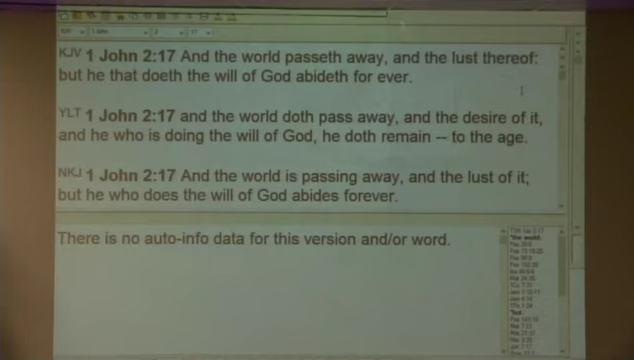 KJV 1 John 2:17 And the world passeth away, and the lust thereof:
but he that doeth the will of God abideth for ever.
YLT 1 John 2:17 and the world doth pass away, and the desire of it,
and he who is doing the will of God, he doth remain -- to the age.
NKJ 1 John 2:17 And the world is passing away, and the lust of it;
but he who does the will of God abides forever.
There is no auto-info data for this version and/or word.
"the world.